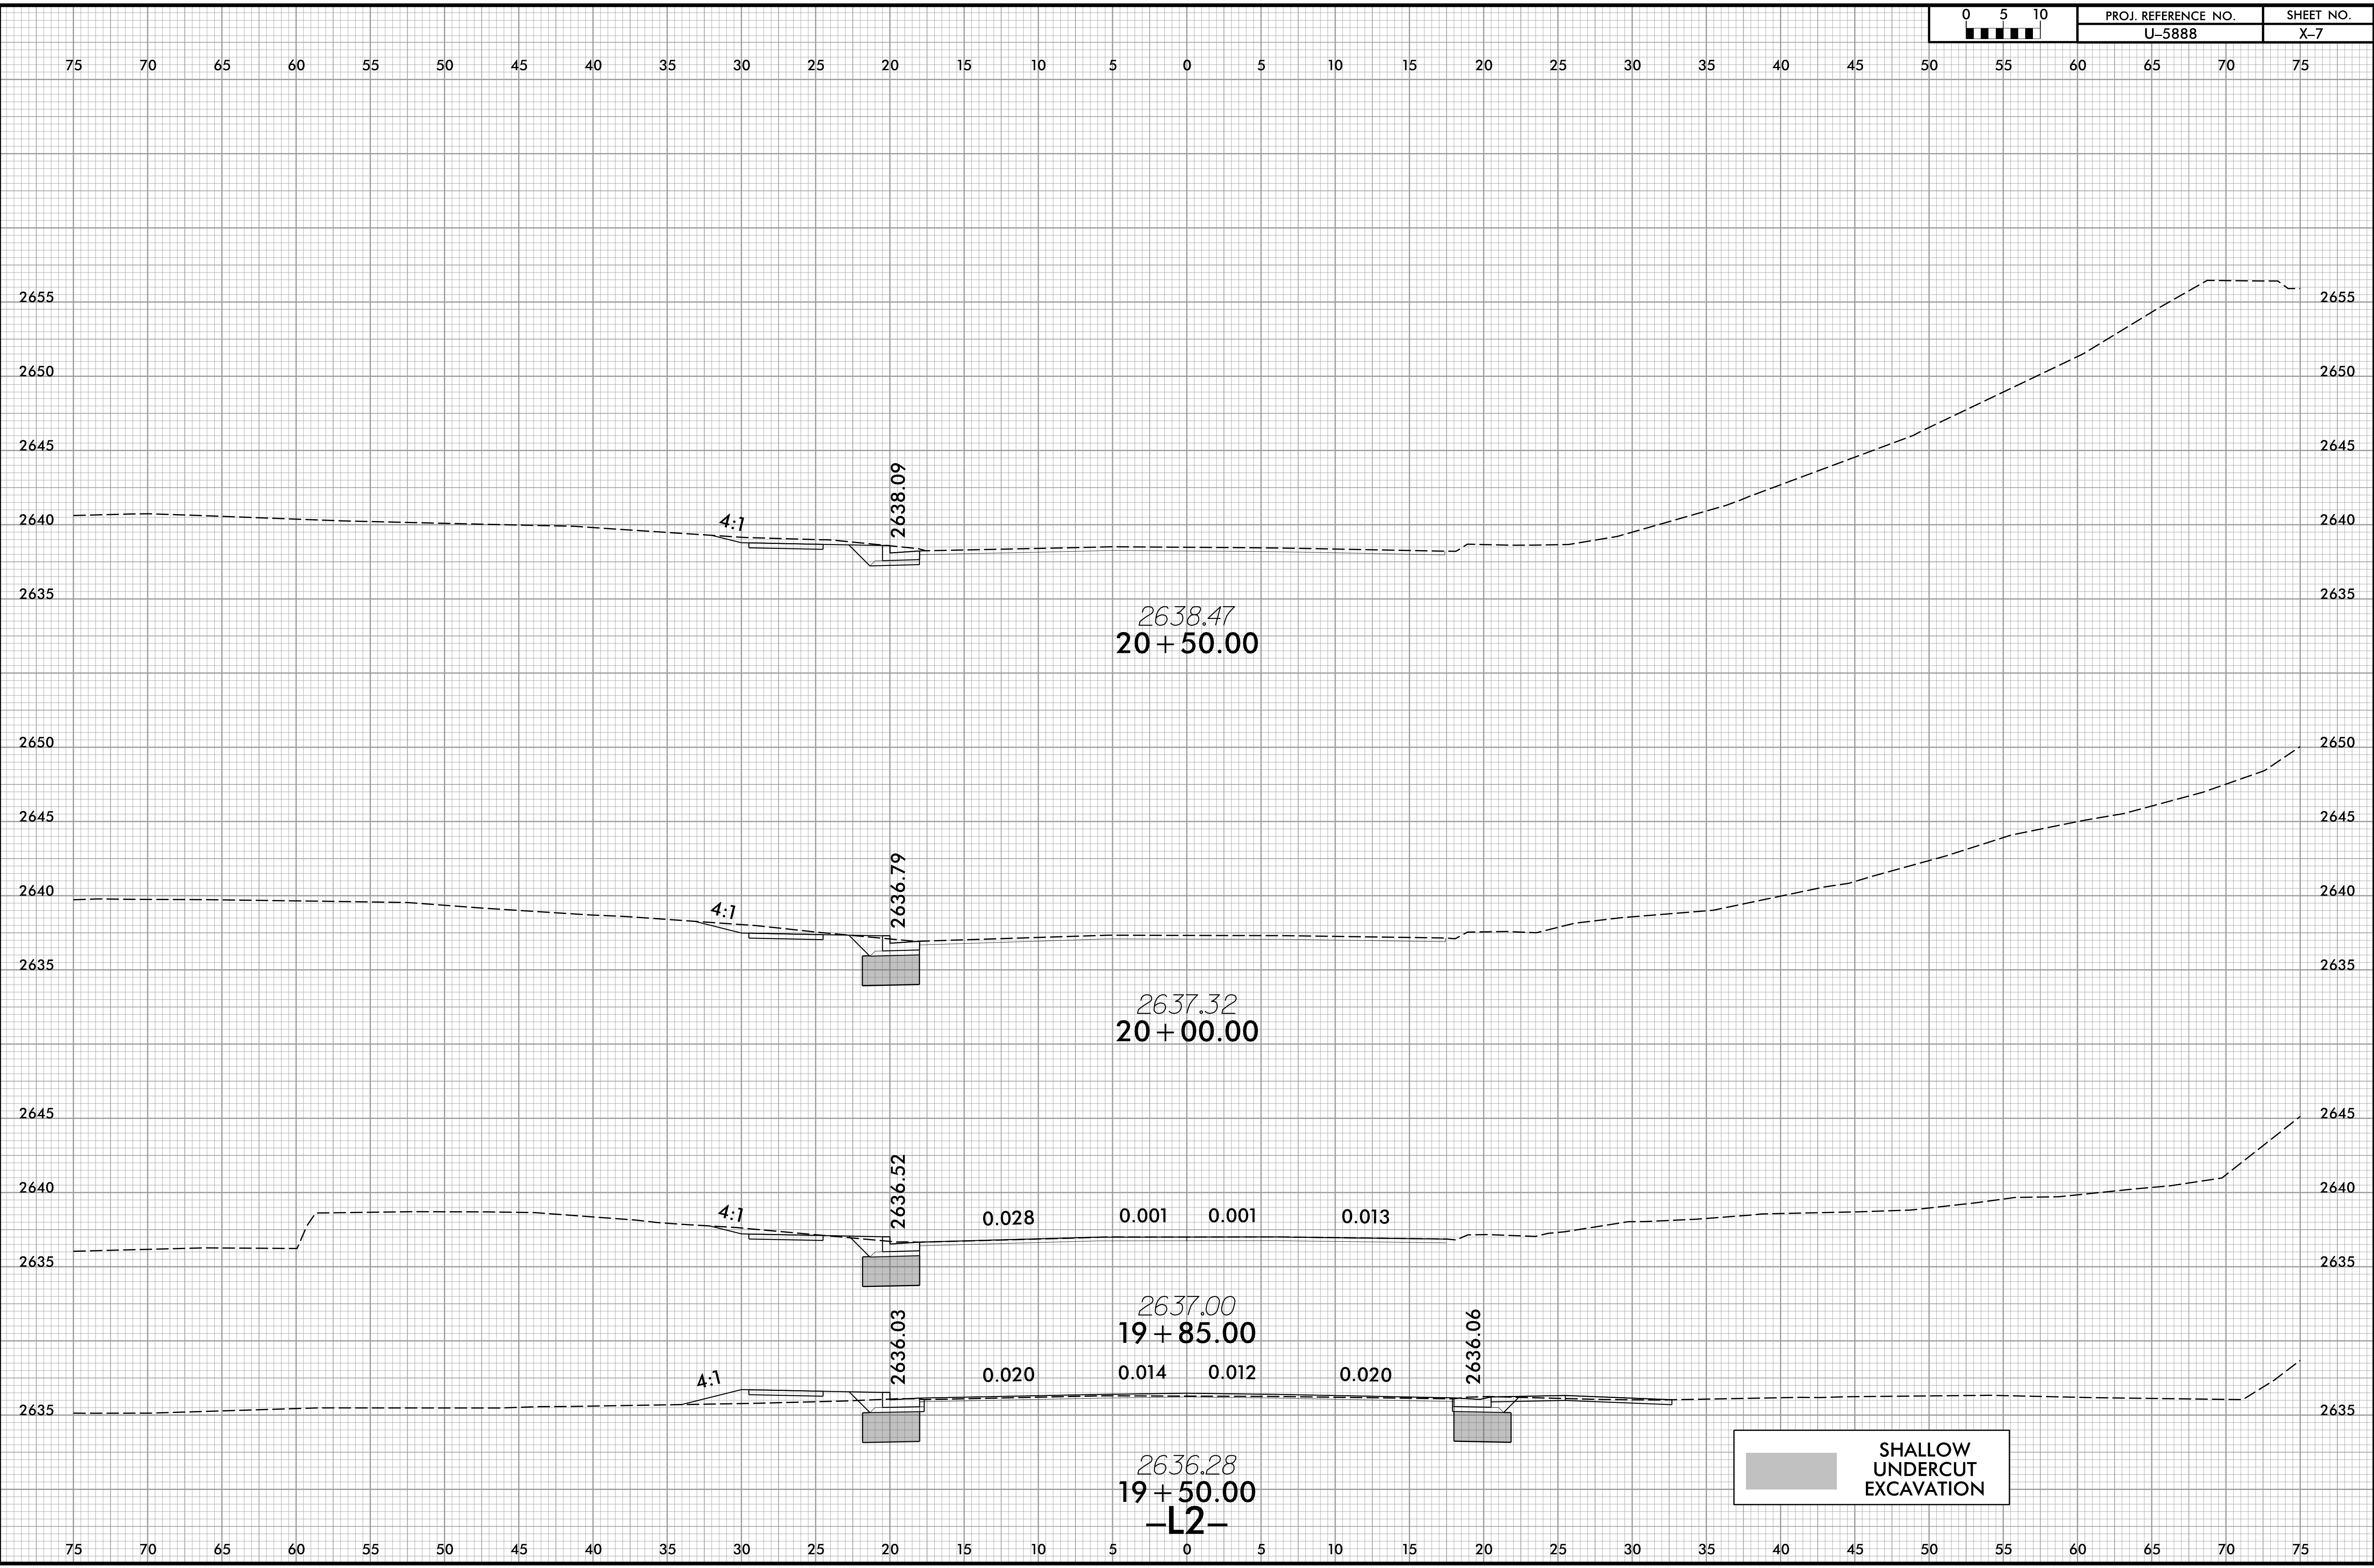 0 5 10
PROJ. REFERENCE NO.
SHEET NO.
U–5888
X–7
75 70 65 60 55 50 45 40 35 30 25 20 15 10 5 0 5 10 15 20 25 30 35 40 45 50 55 60 65 70 75
2655 2655
2650 2650
2645 2645
2638.09
2640 4:1 2640
2635 2635
2638.47
20+50.00
2650 2650
2645 2645
2636.79
2640 4:1 2640
2635 2635
2637.32
20+00.00
2645 2645
2636.52
2640 2640
4:1 0.028 0.001 0.001 0.013
2635 2635
2637.00
19+85.00
2636.03 2636.06
4:1 0.020 0.014 0.012 0.020
2635 2635
2636.28
19+50.00
–L2–
SHALLOW
UNDERCUT
EXCAVATION
75 70 65 60 55 50 45 40 35 30 25 20 15 10 5 0 5 10 15 20 25 30 35 40 45 50 55 60 65 70 75